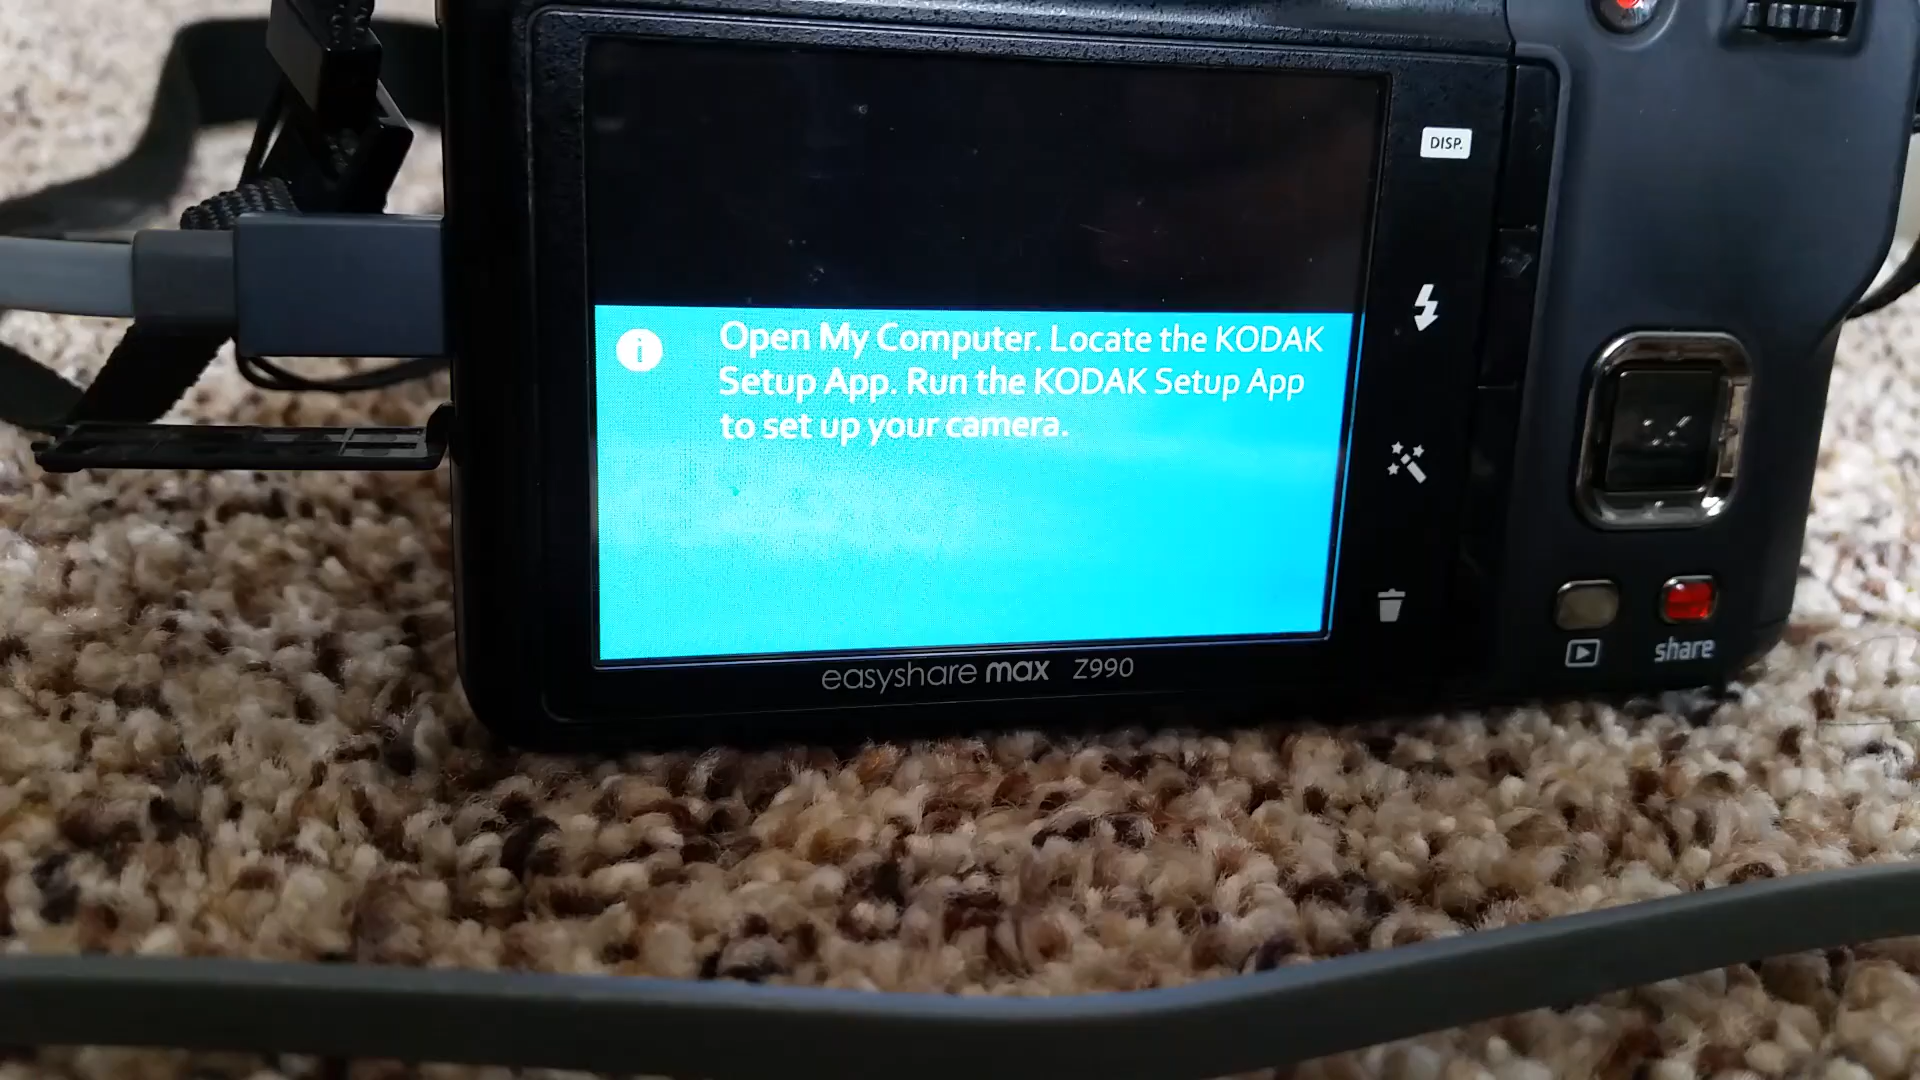 DISP.
Open My Computer. Locate the KODAK
Setup App. Run the KODAK Setup App
to set up your camera.
share
easyshare max Z990